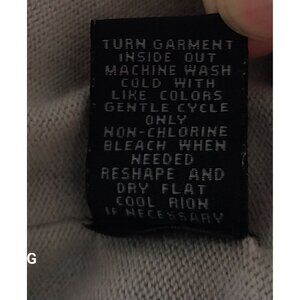 TURN GARMENT
INSIDE OUT
MACHINE WASH
COLD WITH
LIKE COLORS
GENTLE CYCLE
ONLY
NON-CHLORINE
BLEACH WHEN
NEEDED
RESHAPE AND
DRY FLAT
COOL RION
IF NECESSARY
G